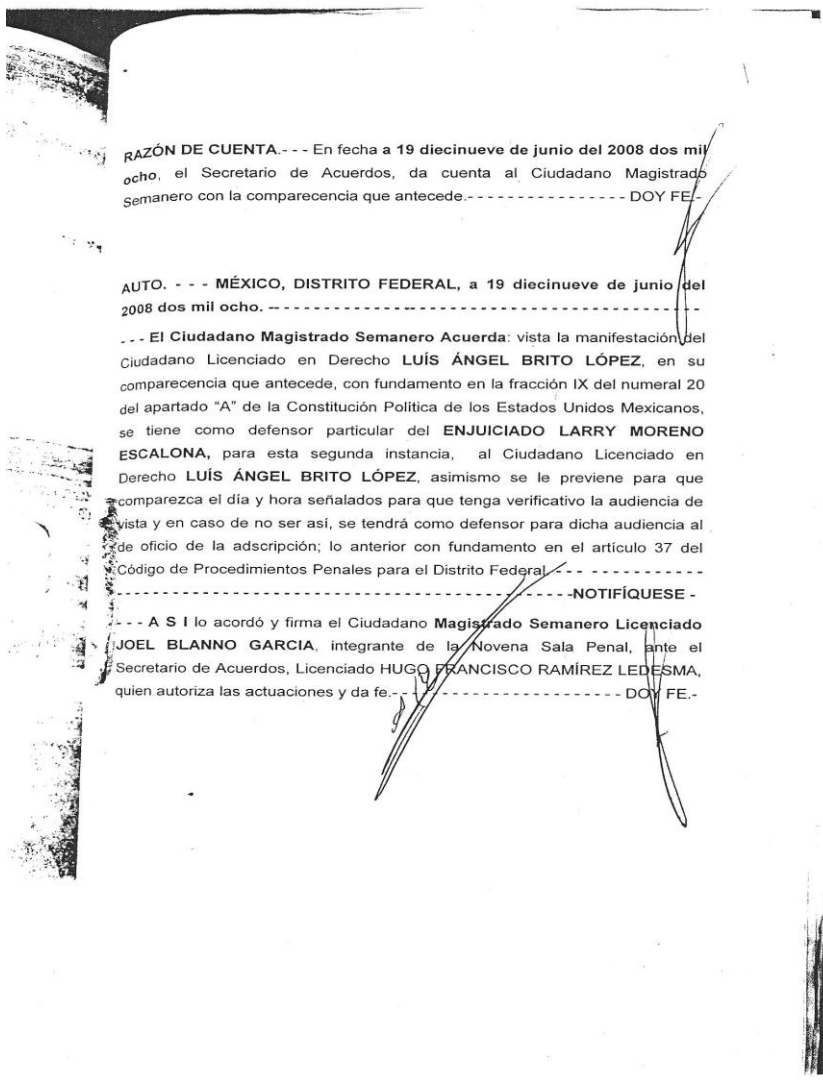 RAZÓN DE CUENTA.- - - En fecha a 19 diecinueve de junio del 2008 dos mil
ocho, el Secretario de Acuerdos, da cuenta al Ciudadano Magistrado
Semanero con la comparecencia que antecede.- - - - - - - - - - - - - - - - DOY FE.-
AUTO. - - - MÉXICO, DISTRITO FEDERAL, a 19 diecinueve de junio del
2008 dos mil ocho. -- - - - - - - - - - - - - - - - - - - - - - - - - - - - - - - - - - - - - - - -
- - - El Ciudadano Magistrado Semanero Acuerda: vista la manifestación del
Ciudadano Licenciado en Derecho LUÍS ÁNGEL BRITO LÓPEZ, en su
comparecencia que antecede, con fundamento en la fracción IX del numeral 20
del apartado "A" de la Constitución Política de los Estados Unidos Mexicanos,
se tiene como defensor particular del ENJUICIADO LARRY MORENO
ESCALONA, para esta segunda instancia, al Ciudadano Licenciado en
Derecho LUÍS ÁNGEL BRITO LÓPEZ, asimismo se le previene para que
comparezca el día y hora señalados para que tenga verificativo la audiencia de
vista y en caso de no ser así, se tendrá como defensor para dicha audiencia al
de oficio de la adscripción; lo anterior con fundamento en el artículo 37 del
Código de Procedimientos Penales para el Distrito Federal.- - - - - - - - - - - - - -
- - - - - - - - - - - - - - - - - - - - - - - - - - - - - - - - - - - - - - - - -NOTIFÍQUESE -
- - - A S I lo acordó y firma el Ciudadano Magistrado Semanero Licenciado
JOEL BLANNO GARCIA, integrante de la Novena Sala Penal, ante el
Secretario de Acuerdos, Licenciado HUGO FRANCISCO RAMÍREZ LEDESMA,
quien autoriza las actuaciones y da fe.- - - - - - - - - - - - - - - - - - - - - - DOY FE.-